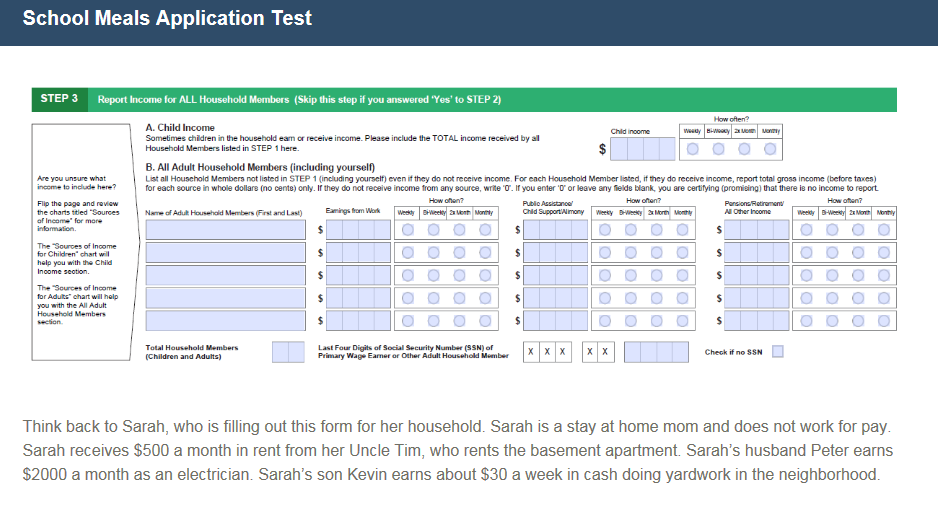 School Meals Application Test
STEP 3 Report Income for ALL Household Members (Skip this step if you answered 'Yes' to STEP 2)
Are you unsure what
income to include here?
Flip the page and review
the charts titled "Sources
of Income" for more
information.
The "Sources of Income
for Children" chart will
help you with the Child
Income section.
The "Sources of Income
for Adults" chart will help
you with the All Adult
Household Members
section.
A. Child Income
Sometimes children in the household earn or receive income. Please include the TOTAL income received by all
Household Members listed in STEP 1 here.
Child income
$
How often?
Weekly Bi-Weekly 2x Month Monthly
B. All Adult Household Members (including yourself)
List all Household Members not listed in STEP 1 (including yourself) even if they do not receive income. For each Household Member listed, if they do receive income, report total gross income (before taxes)
for each source in whole dollars (no cents) only. If they do not receive income from any source, write '0'. If you enter '0' or leave any fields blank, you are certifying (promising) that there is no income to report.
Name of Adult Household Members (First and Last)
Earnings from Work
How often?
Weekly Bi-Weekly 2x Month Monthly
Public Assistance/
Child Support/Alimony
How often?
Weekly Bi-Weekly 2x Month Monthly
Pensions/Retirement/
All Other Income
How often?
Weekly Bi-Weekly 2x Month Monthly
$ $ $
$ $ $
$ $ $
$ $ $
$ $ $
Total Household Members
(Children and Adults)
Last Four Digits of Social Security Number (SSN) of
Primary Wage Earner or Other Adult Household Member
X X X X X
Check if no SSN
Think back to Sarah, who is filling out this form for her household. Sarah is a stay at home mom and does not work for pay.
Sarah receives $500 a month in rent from her Uncle Tim, who rents the basement apartment. Sarah's husband Peter earns
$2000 a month as an electrician. Sarah's son Kevin earns about $30 a week in cash doing yardwork in the neighborhood.